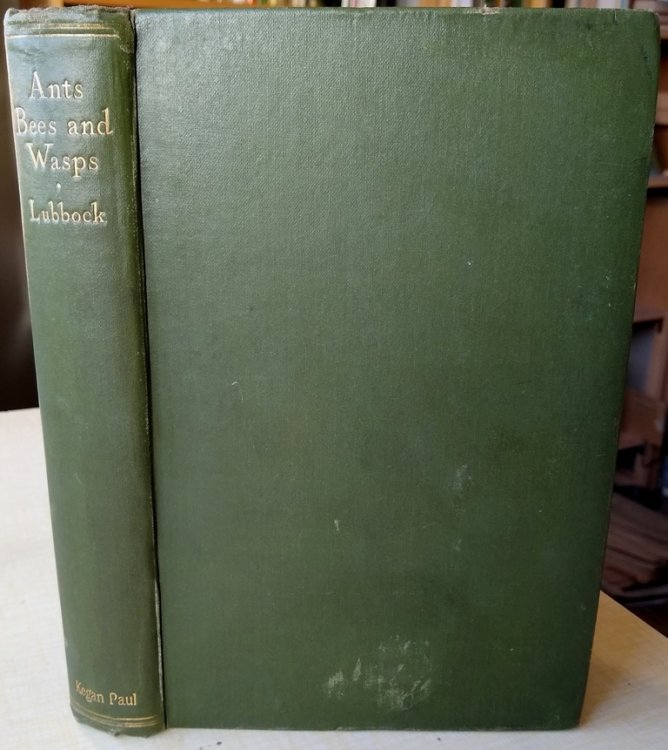 Ants
Bees and
Wasps
Lubbock
Kegan Paul